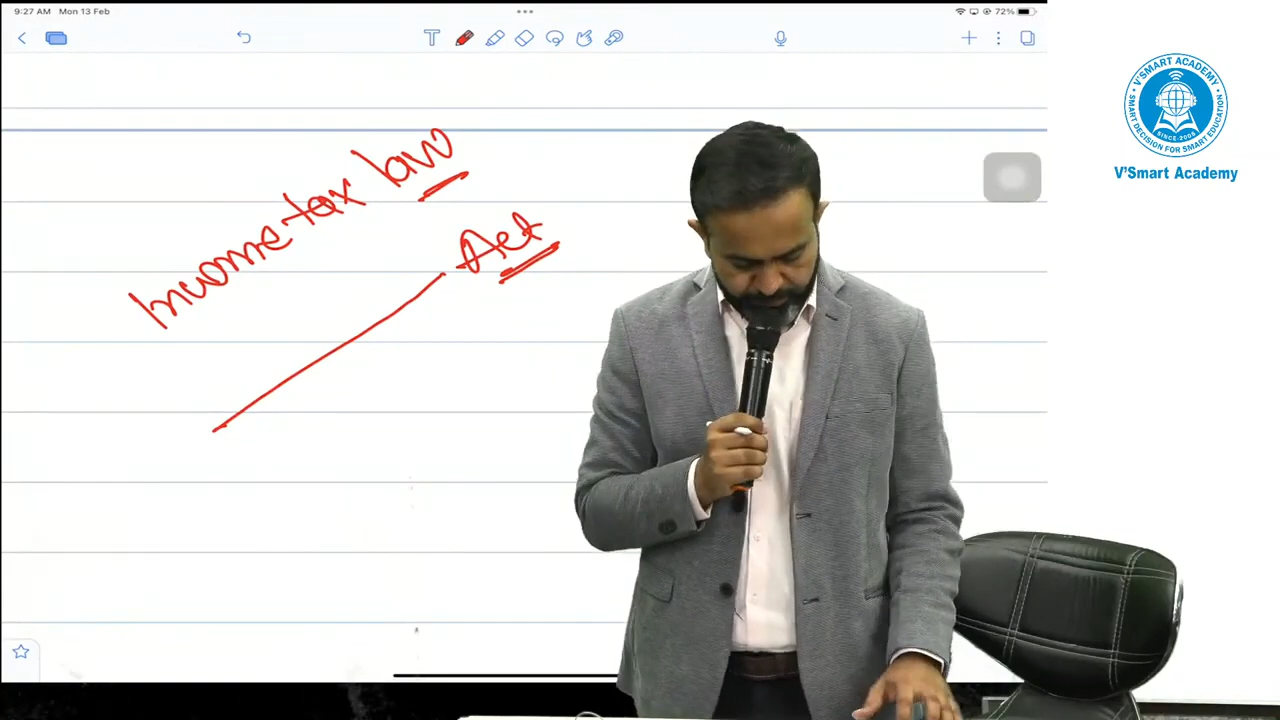 9:27 AM Mon 13 Feb
72%
Income tax law
Act
V'SMART ACADEMY
SMART DECISION FOR SMART EDUCATION
SINCE-2008
V'Smart Academy